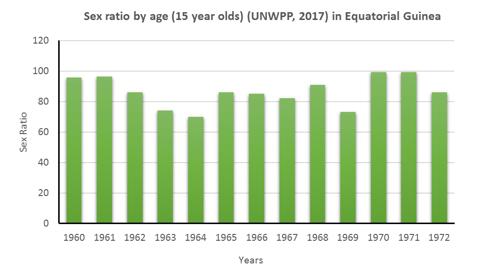 Sex ratio by age (15 year olds) (UNWPP, 2017) in Equatorial Guinea
120
100
80
60
40
20
0
Sex Ratio
1960 1961 1962 1963 1964 1965 1966 1967 1968 1969 1970 1971 1972
Years